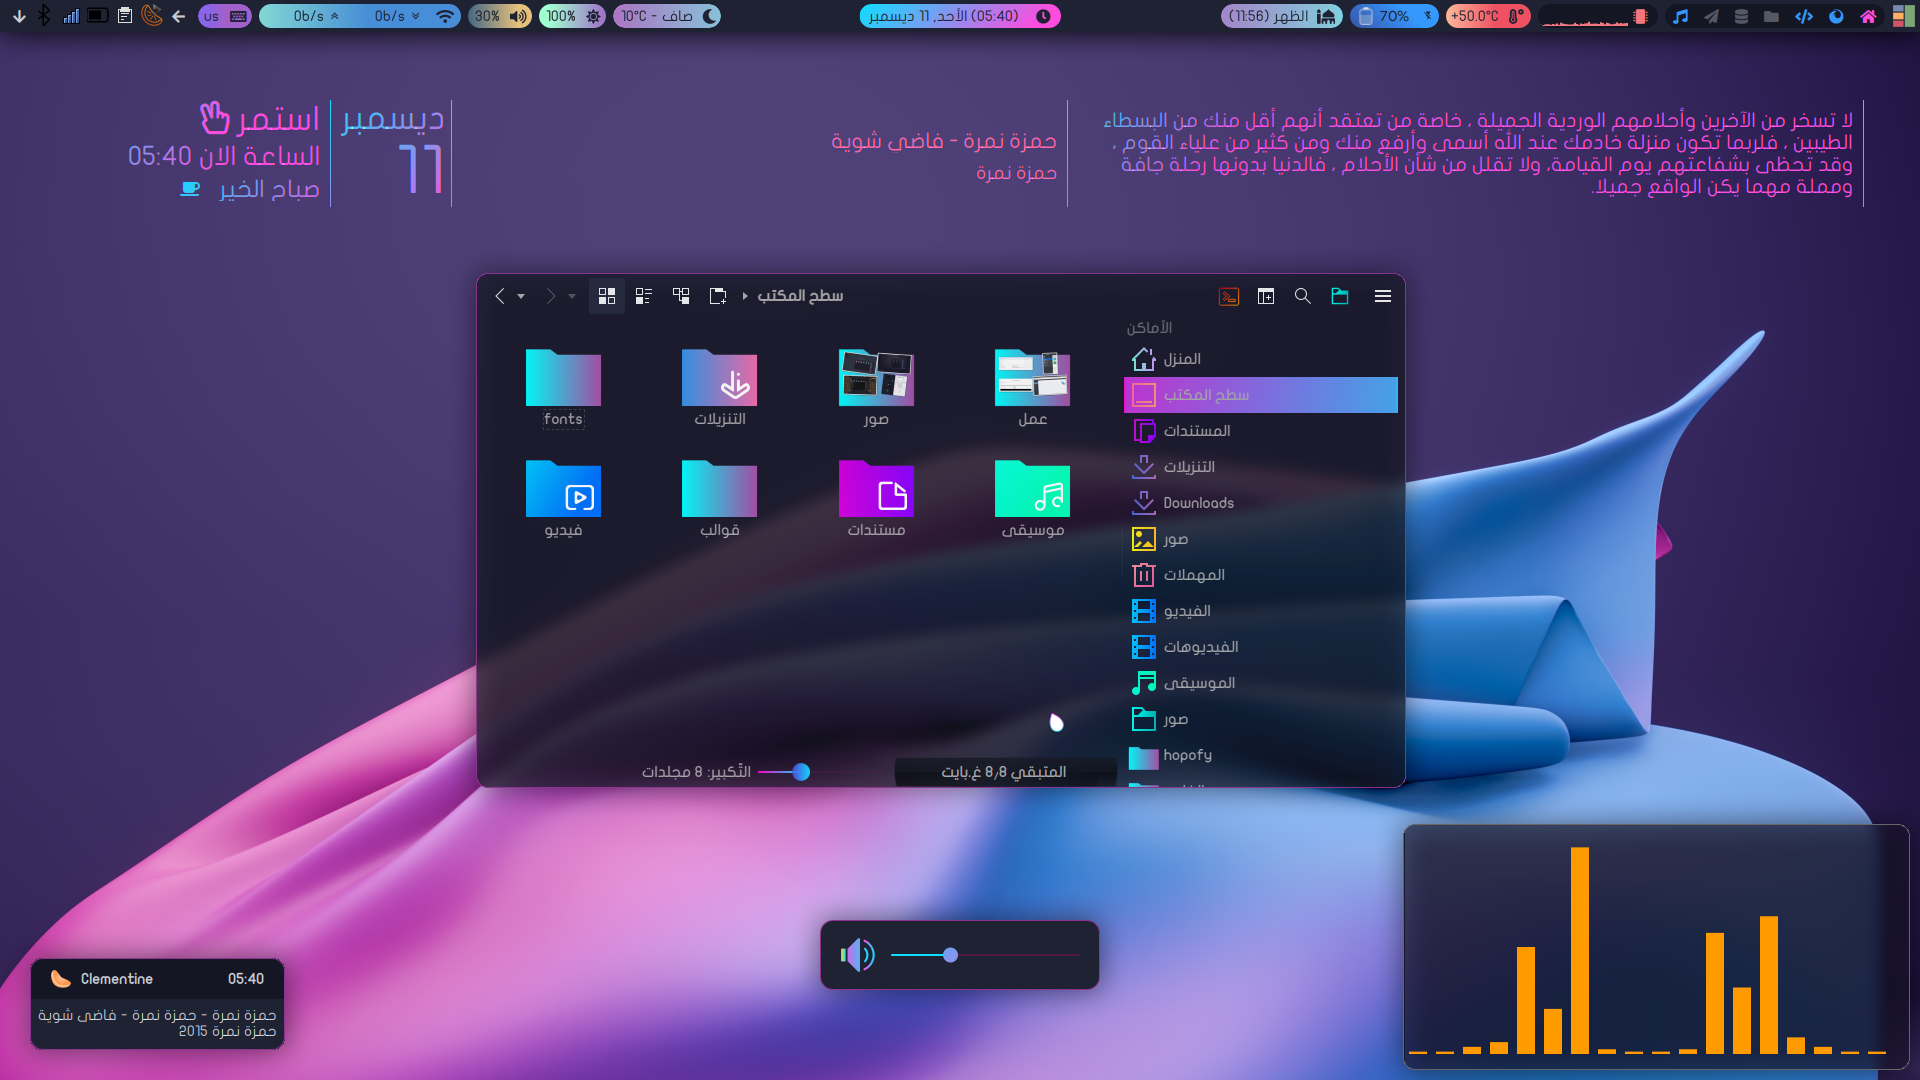 us
0b/s 0b/s
30%
100%
صاف - 10°C
(05:40) الأحد, 11 ديسمبر
الظهر (11:56)
70%
+50.0°C
لا تسخر من الآخرين وأحلامهم الوردية الجميلة ، خاصة من تعتقد أنهم أقل منك من البسطاء
الطيبين ، فلربما تكون منزلة خادمك عند الله أسمى وأرفع منك ومن كثير من علياء القوم ،
وقد تحظى بشفاعتهم يوم القيامة، ولا تقلل من شأن الأحلام ، فالدنيا بدونها رحلة جافة
ومملة مهما يكن الواقع جميلا.
حمزة نمرة - فاضي شوية
حمزة نمرة
ديسمبر
11
استمر
الساعة الان 05:40
صباح الخير
سطح المكتب
الأماكن
المنزل
سطح المكتب
المستندات
التنزيلات
Downloads
صور
المهملات
الفيديو
الفيديوهات
الموسيقى
صور
hopofy
عمل
صور
التنزيلات
fonts
موسيقى
مستندات
قوالب
فيديو
المتبقي 8٫8 غ.بايت
التّكبير: 8 مجلدات
Clementine 05:40
حمزة نمرة - حمزة نمرة - فاضى شوية
حمزة نمرة 2015